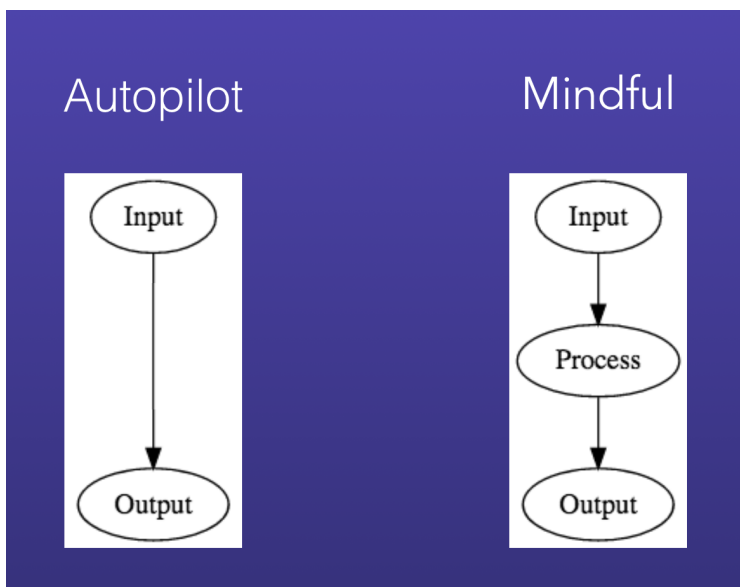 Autopilot
Input
Output
Mindful
Input
Process
Output